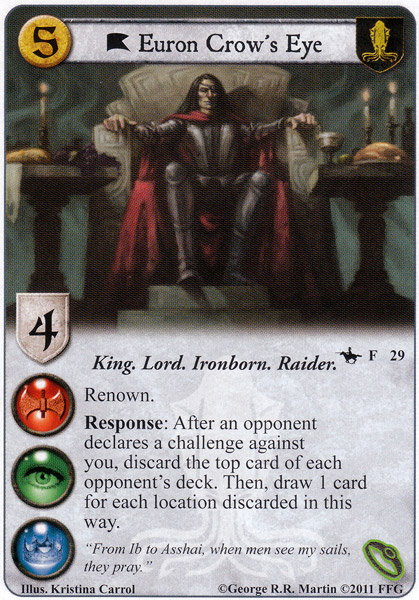 5
Euron Crow's Eye
4
King. Lord. Ironborn. Raider.
F 29
Renown.
Response: After an opponent
declares a challenge against
you, discard the top card of each
opponent's deck. Then, draw 1 card
for each location discarded in this
way.
"From Ib to Asshai, when men see my sails,
they pray."
Illus. Kristina Carrol
©George R.R. Martin ©2011 FFG